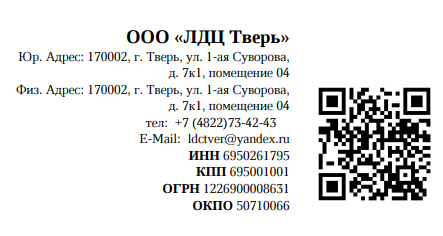 ООО «ЛДЦ Тверь»
Юр. Адрес: 170002, г. Тверь, ул. 1-ая Суворова,
д. 7к1, помещение 04
Физ. Адрес: 170002, г. Тверь, ул. 1-ая Суворова,
д. 7к1, помещение 04
тел: +7 (4822)73-42-43
E-Mail: ldctver@yandex.ru
ИНН 6950261795
КПП 695001001
ОГРН 1226900008631
ОКПО 50710066